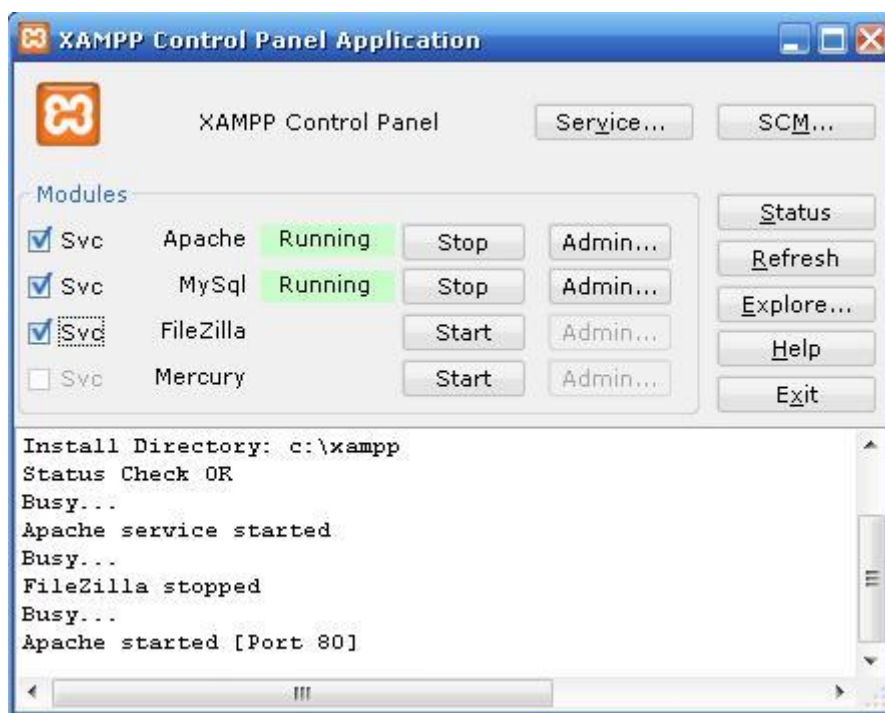 XAMPP Control Panel Application
XAMPP Control Panel Service... SCM...
Modules
Svc Apache Running Stop Admin...
Svc MySql Running Stop Admin...
Svc FileZilla Start Admin...
Svc Mercury Start Admin...
Status
Refresh
Explore...
Help
Exit
Install Directory: c:\xampp
Status Check OK
Busy...
Apache service started
Busy...
FileZilla stopped
Busy...
Apache started [Port 80]